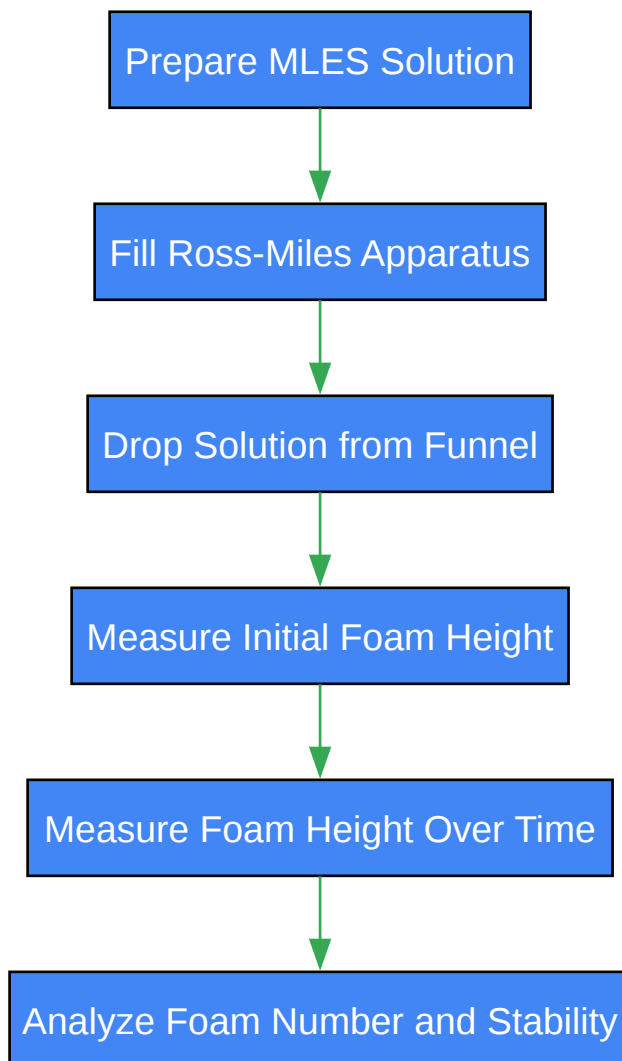 Prepare MLES Solution
Fill Ross-Miles Apparatus
Drop Solution from Funnel
Measure Initial Foam Height
Measure Foam Height Over Time
Analyze Foam Number and Stability